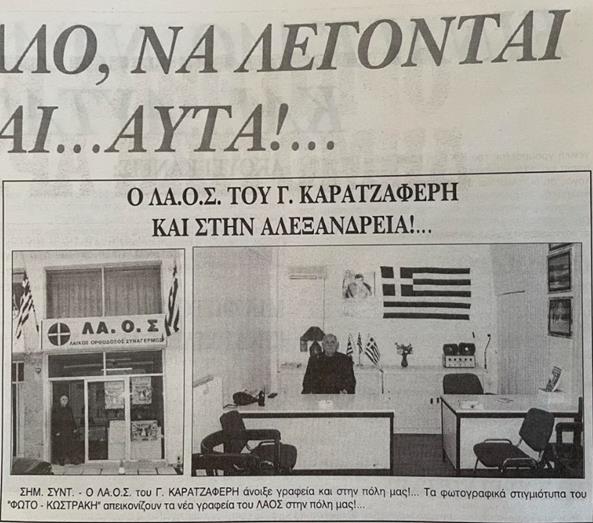 ΛΟ, ΝΑ ΛΕΓΟΝΤΑΙ
ΑΙ...ΑΥΤΑ!...
Ο ΛΑ.Ο.Σ. ΤΟΥ Γ. ΚΑΡΑΤΖΑΦΕΡΗ
ΚΑΙ ΣΤΗΝ ΑΛΕΞΑΝΔΡΕΙΑ!...
ΛΑ. Ο. Σ
ΛΑΪΚΟΣ ΟΡΘΟΔΟΞΟΣ ΣΥΝΑΓΕΡΜΟΣ
ΣΗΜ. ΣΥΝΤ. - Ο ΛΑ.Ο.Σ. του Γ. ΚΑΡΑΤΖΑΦΕΡΗ άνοιξε γραφεία και στην πόλη μας!... Τα φωτογραφικά στιγμιότυπα του
"ΦΩΤΟ - ΚΩΣΤΡΑΚΗ" απεικονίζουν τα νέα γραφεία του ΛΑΟΣ στην πόλη μας!...